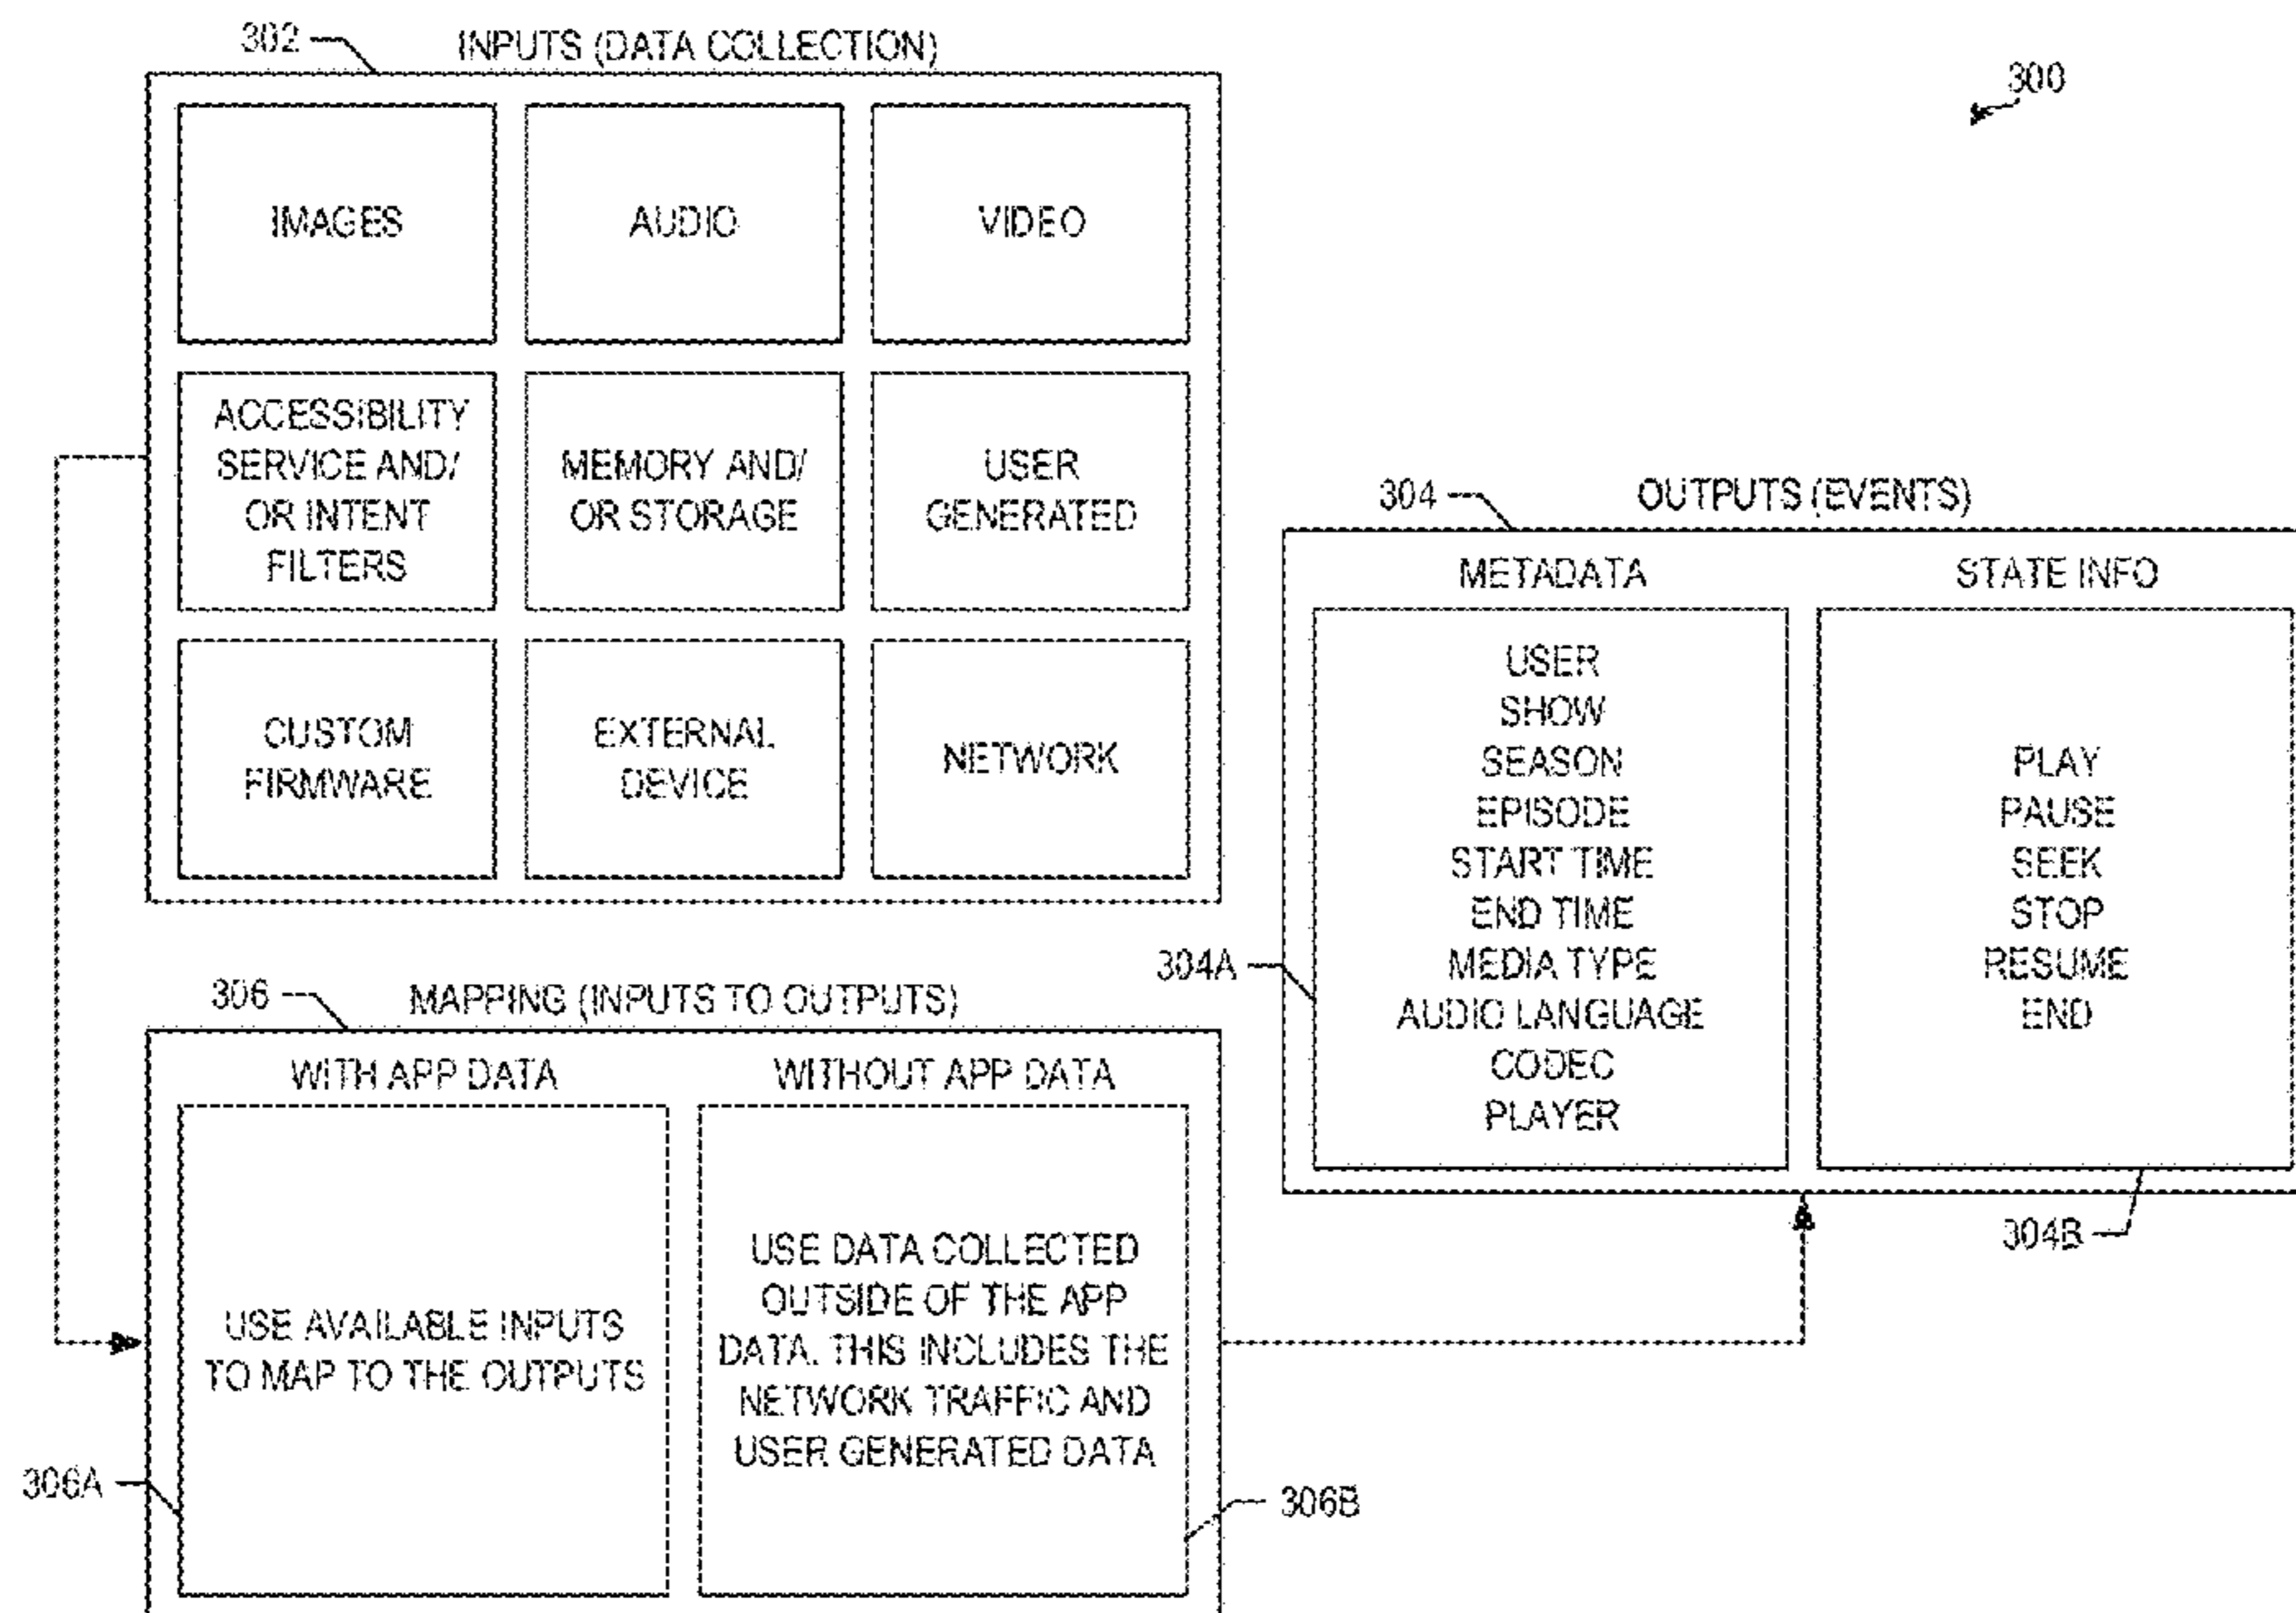 302
INPUTS (DATA COLLECTION)
300
IMAGES
AUDIO
VIDEO
ACCESSIBILITY
SERVICE AND/
OR INTENT
FILTERS
MEMORY AND/
OR STORAGE
USER
GENERATED
CUSTOM
FIRMWARE
EXTERNAL
DEVICE
NETWORK
304
OUTPUTS (EVENTS)
METADATA
USER
SHOW
SEASON
EPISODE
START TIME
END TIME
MEDIA TYPE
AUDIO LANGUAGE
CODEC
PLAYER
STATE INFO
PLAY
PAUSE
SEEK
STOP
RESUME
END
304A
304B
306
MAPPING (INPUTS TO OUTPUTS)
WITH APP DATA
USE AVAILABLE INPUTS
TO MAP TO THE OUTPUTS
WITHOUT APP DATA
USE DATA COLLECTED
OUTSIDE OF THE APP
DATA. THIS INCLUDES THE
NETWORK TRAFFIC AND
USER GENERATED DATA
306A
306B